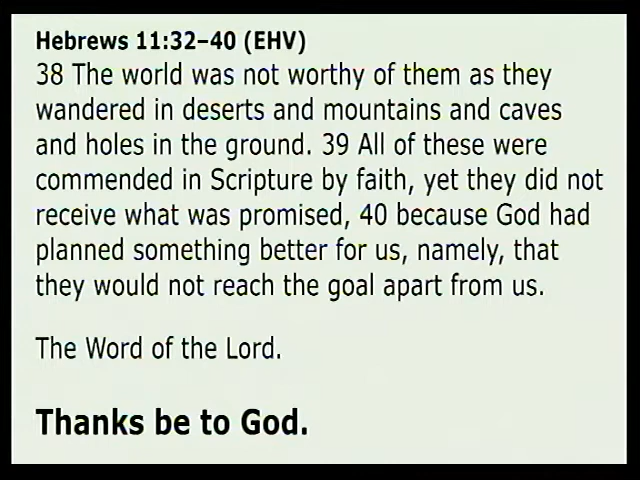 Hebrews 11:32–40 (EHV)
38 The world was not worthy of them as they
wandered in deserts and mountains and caves
and holes in the ground. 39 All of these were
commended in Scripture by faith, yet they did not
receive what was promised, 40 because God had
planned something better for us, namely, that
they would not reach the goal apart from us.
The Word of the Lord.
Thanks be to God.